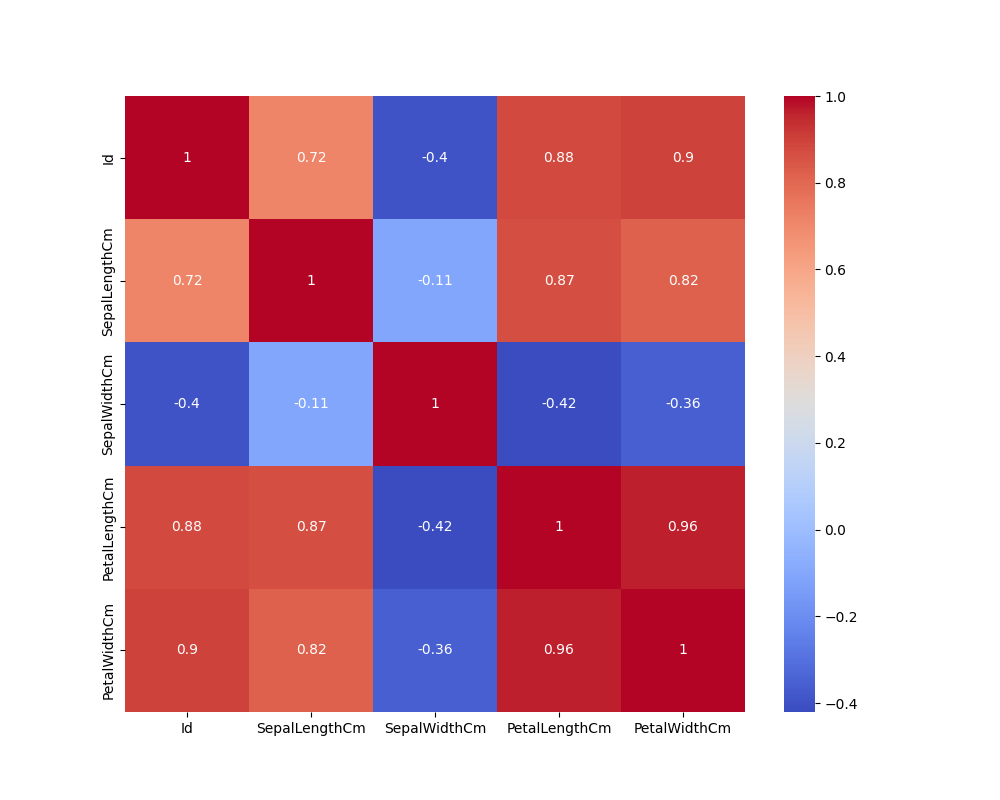 1.0
Id 1 0.72 -0.4 0.88 0.9
0.8
SepalLengthCm 0.72 1 -0.11 0.87 0.82
0.6
0.4
SepalWidthCm -0.4 -0.11 1 -0.42 -0.36
0.2
PetalLengthCm 0.88 0.87 -0.42 1 0.96
0.0
−0.2
PetalWidthCm 0.9 0.82 -0.36 0.96 1
−0.4
Id SepalLengthCm SepalWidthCm PetalLengthCm PetalWidthCm